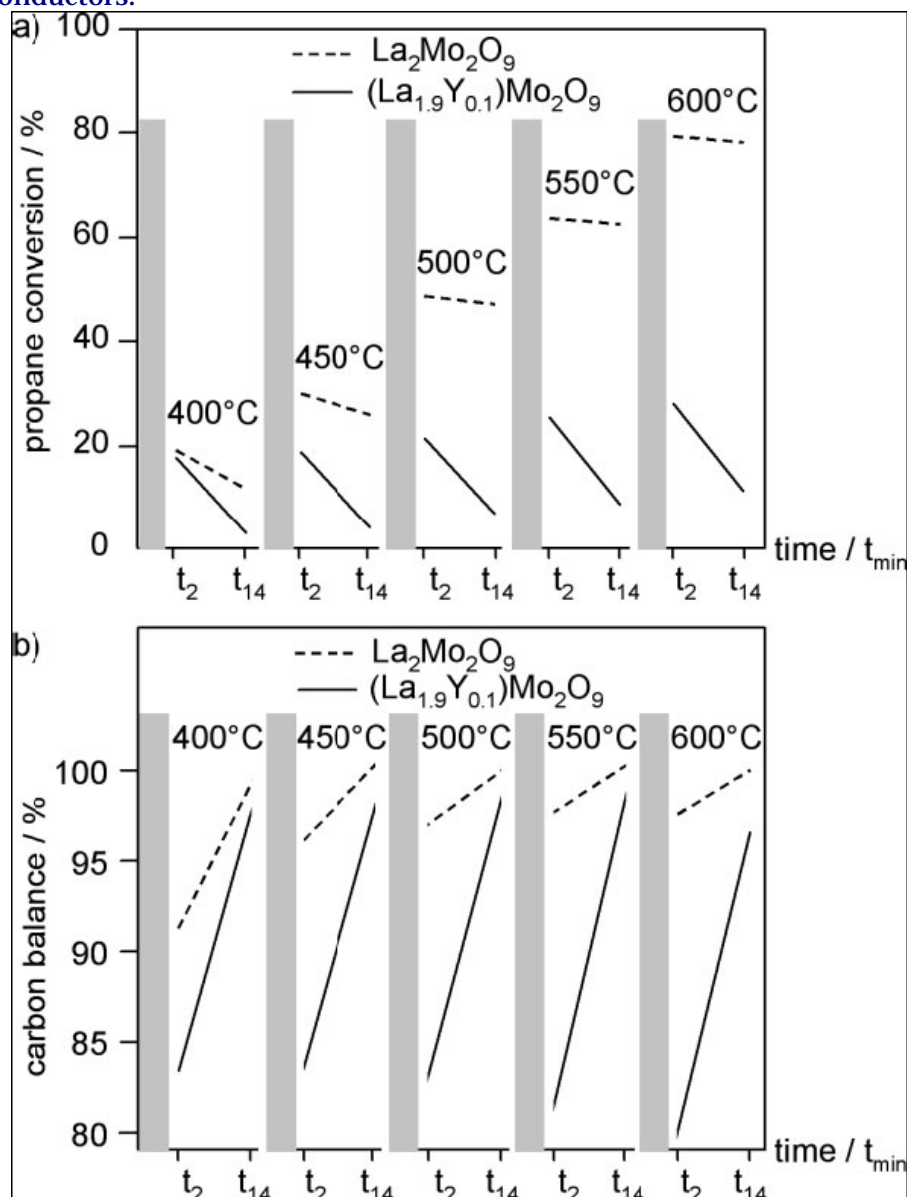 onductors.
a)
La2Mo2O9
(La1.9Y0.1)Mo2O9
100
80
60
40
20
0
propane conversion / %
400°C
450°C
500°C
550°C
600°C
t2 t14 t2 t14 t2 t14 t2 t14 t2 t14
time / tmin
b)
La2Mo2O9
(La1.9Y0.1)Mo2O9
400°C 450°C 500°C 550°C 600°C
100
95
90
85
80
carbon balance / %
t2 t14 t2 t14 t2 t14 t2 t14 t2 t14
time / tmin